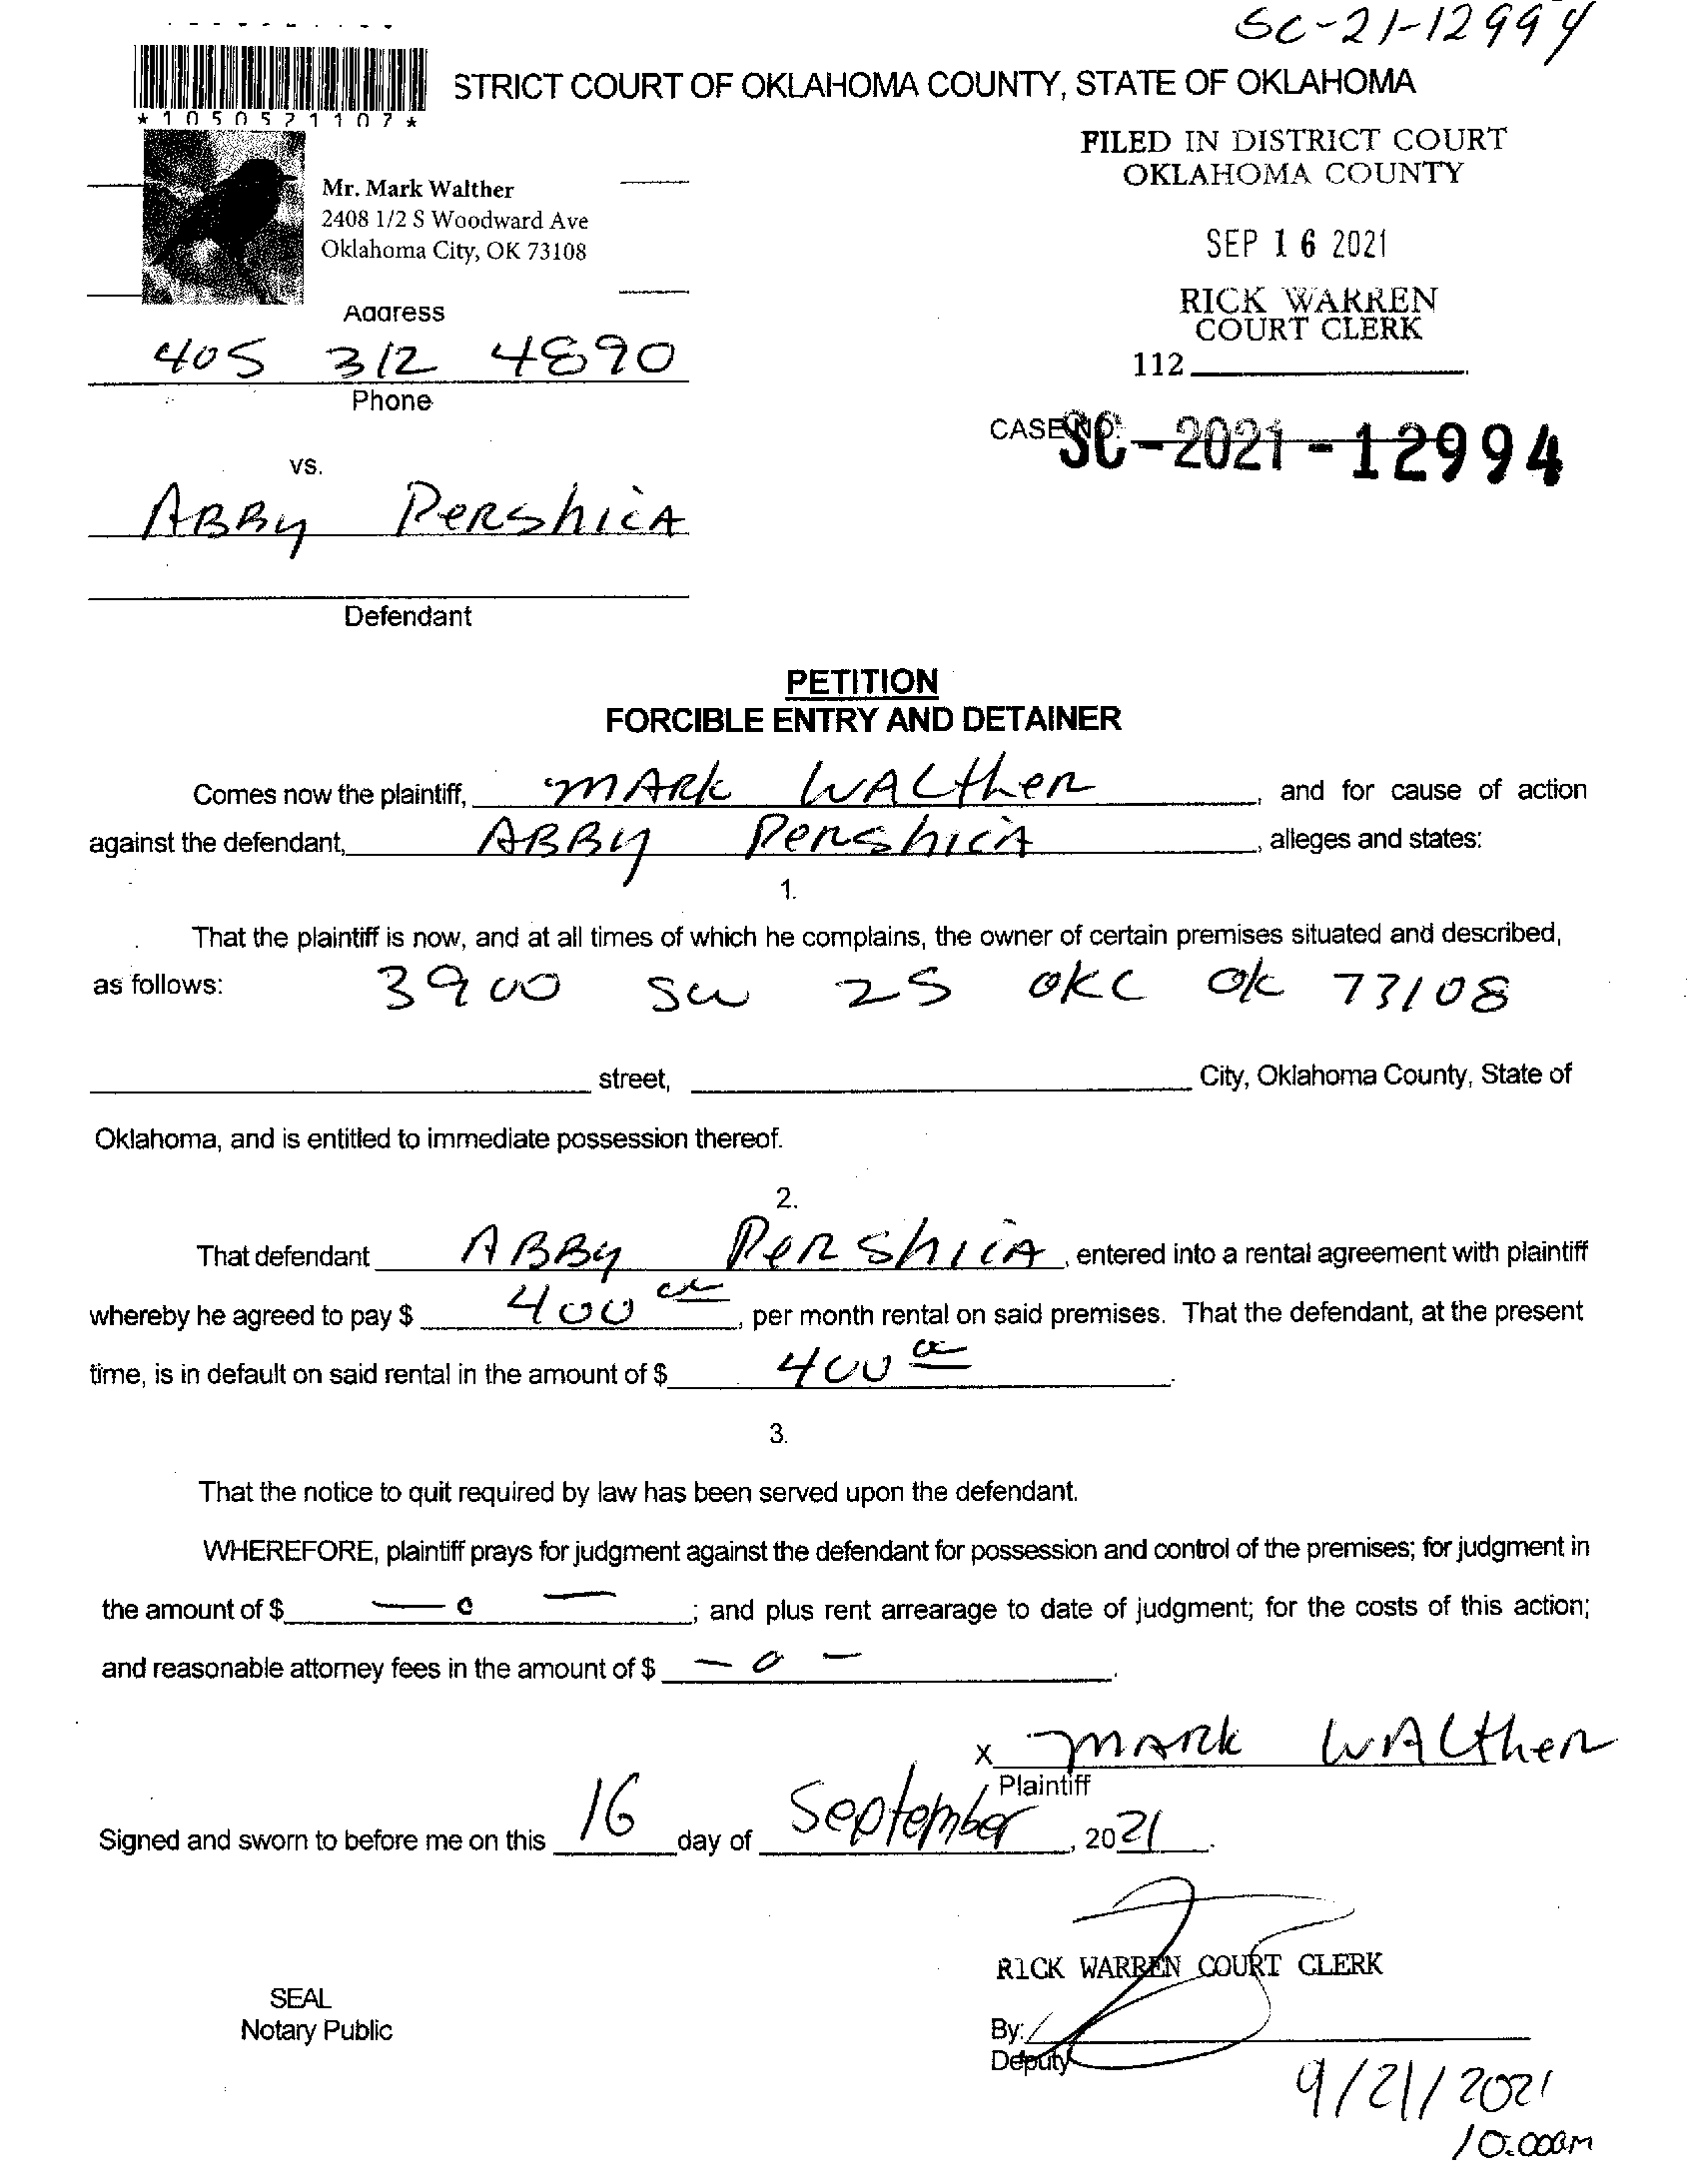 SC-21-12994
STRICT COURT OF OKLAHOMA COUNTY, STATE OF OKLAHOMA
*1050521107*
FILED IN DISTRICT COURT
OKLAHOMA COUNTY
Mr. Mark Walther
2408 1/2 S Woodward Ave
Oklahoma City, OK 73108
SEP 16 2021
RICK WARREN
COURT CLERK
Address
405 312 4890
112
Phone
CASE NO. SC-2021-12994
vs.
ABBy PeRshiCA
Defendant
PETITION
FORCIBLE ENTRY AND DETAINER
Comes now the plaintiff, MARk WALtheR, and for cause of action
against the defendant, ABBy PeRshiCA, alleges and states:
1.
That the plaintiff is now, and at all times of which he complains, the owner of certain premises situated and described,
as follows: 3900 SW 25 OKC OK 73108
street, City, Oklahoma County, State of
Oklahoma, and is entitled to immediate possession thereof.
2.
That defendant ABBy PeRshiCA, entered into a rental agreement with plaintiff
whereby he agreed to pay $ 400 00, per month rental on said premises. That the defendant, at the present
time, is in default on said rental in the amount of $ 400 00.
3.
That the notice to quit required by law has been served upon the defendant.
WHEREFORE, plaintiff prays for judgment against the defendant for possession and control of the premises; for judgment in
the amount of $ — 0 —; and plus rent arrearage to date of judgment; for the costs of this action;
and reasonable attorney fees in the amount of $ — 0 —.
x MARk WALtheR
Plaintiff
Signed and sworn to before me on this 16 day of September, 2021.
RICK WARREN COURT CLERK
SEAL
Notary Public
By:
Deputy
9/21/2021
10:00am